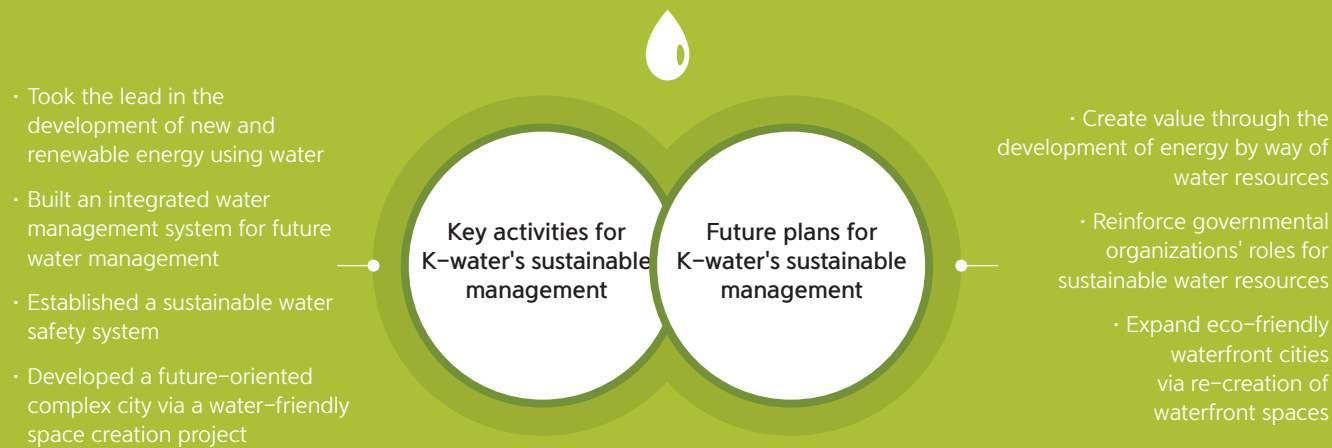 · Took the lead in the
development of new and
renewable energy using water
· Built an integrated water
management system for future
water management
· Established a sustainable water
safety system
· Developed a future-oriented
complex city via a water-friendly
space creation project
Key activities for
K-water's sustainable
management
Future plans for
K-water's sustainable
management
· Create value through the
development of energy by way of
water resources
· Reinforce governmental
organizations' roles for
sustainable water resources
· Expand eco-friendly
waterfront cities
via re-creation of
waterfront spaces